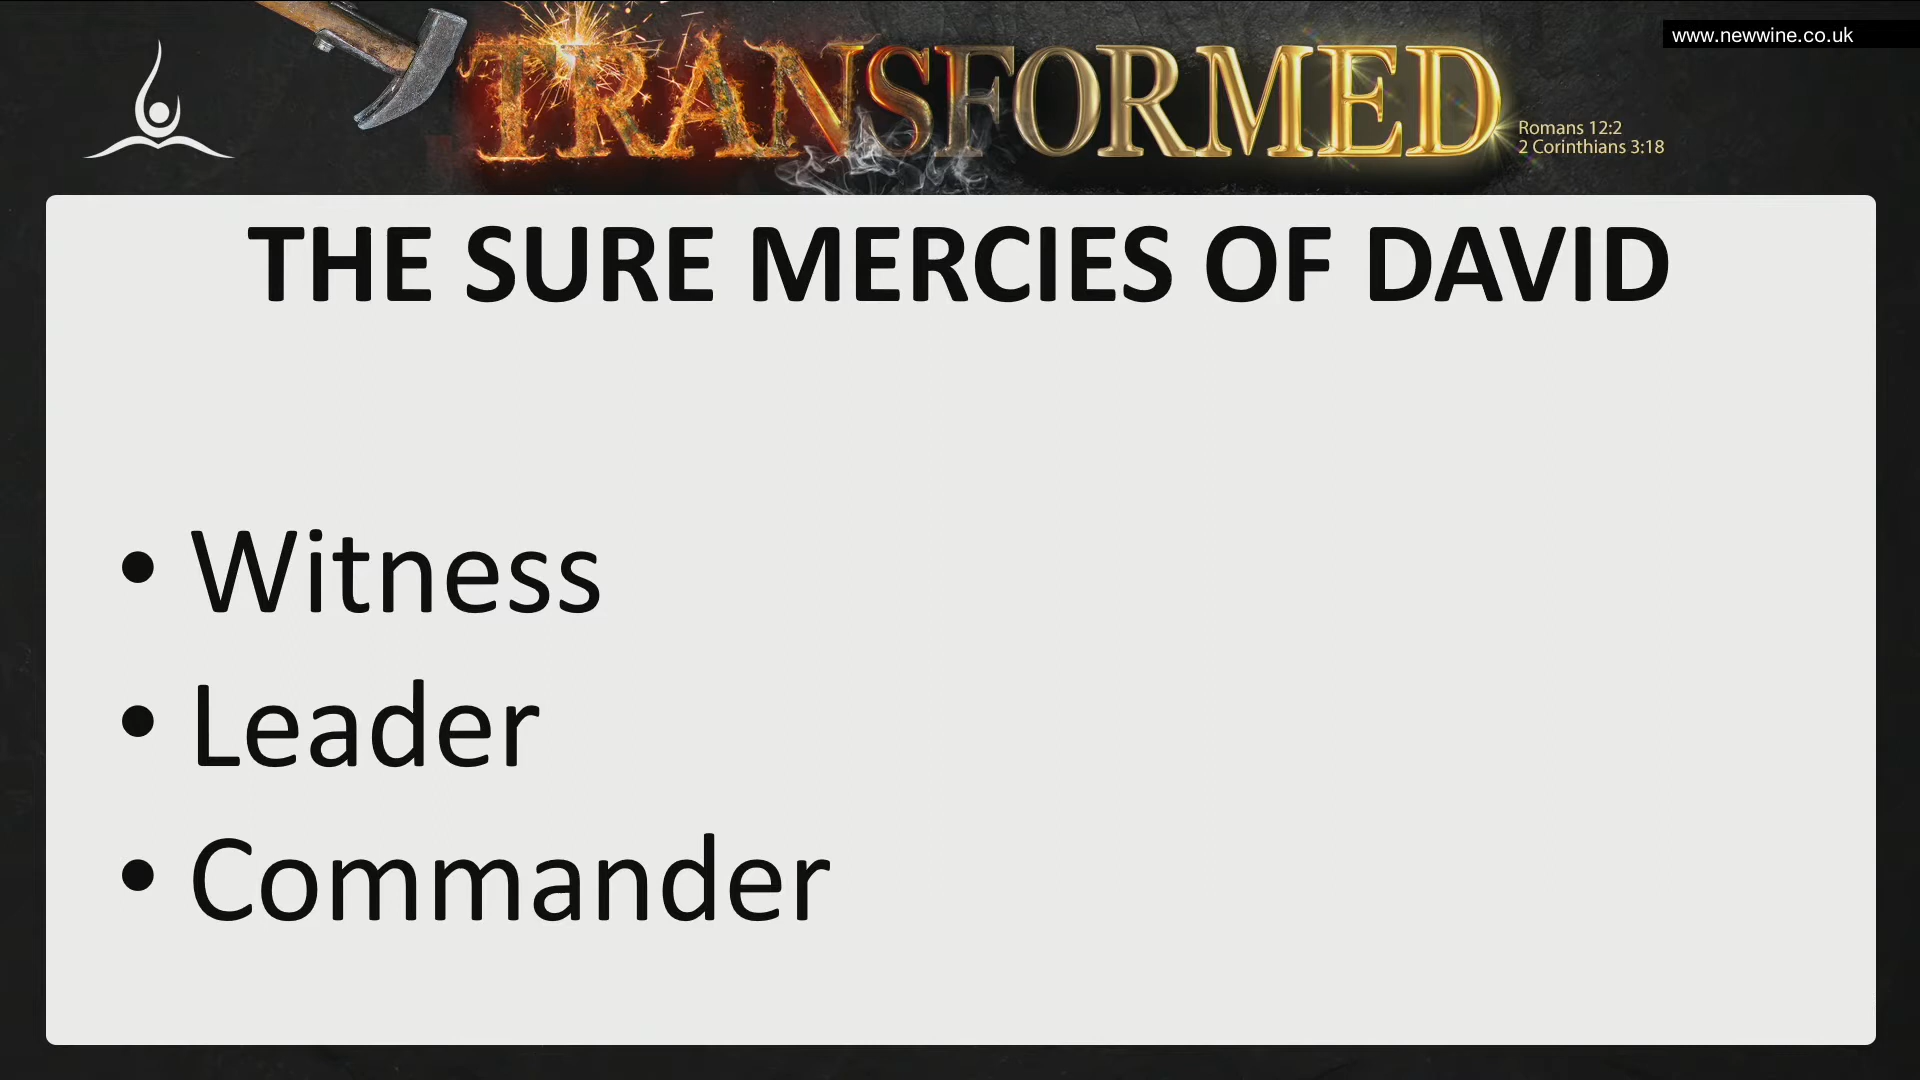 www.newwine.co.uk
TRANSFORMED
Romans 12:2
2 Corinthians 3:18
THE SURE MERCIES OF DAVID
• Witness
• Leader
• Commander